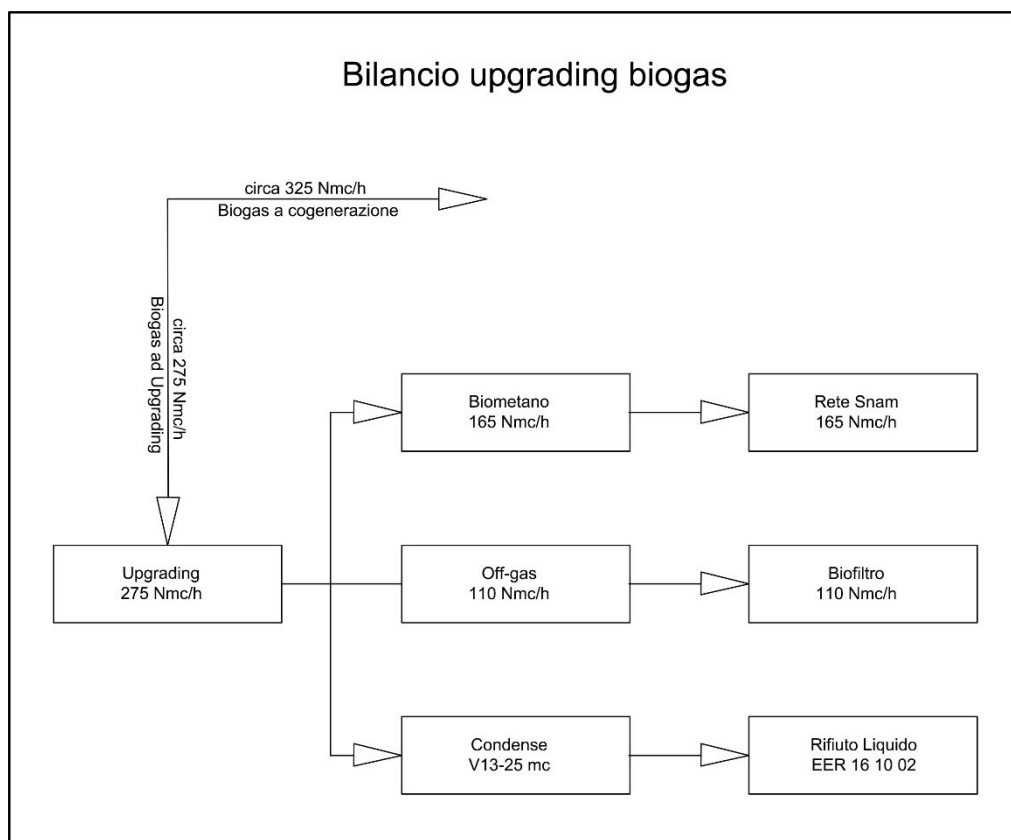 Bilancio upgrading biogas
circa 325 Nmc/h
Biogas a cogenerazione
circa 275 Nmc/h
Biogas ad Upgrading
Biometano
165 Nmc/h
Rete Snam
165 Nmc/h
Upgrading
275 Nmc/h
Off-gas
110 Nmc/h
Biofiltro
110 Nmc/h
Condense
V13-25 mc
Rifiuto Liquido
EER 16 10 02